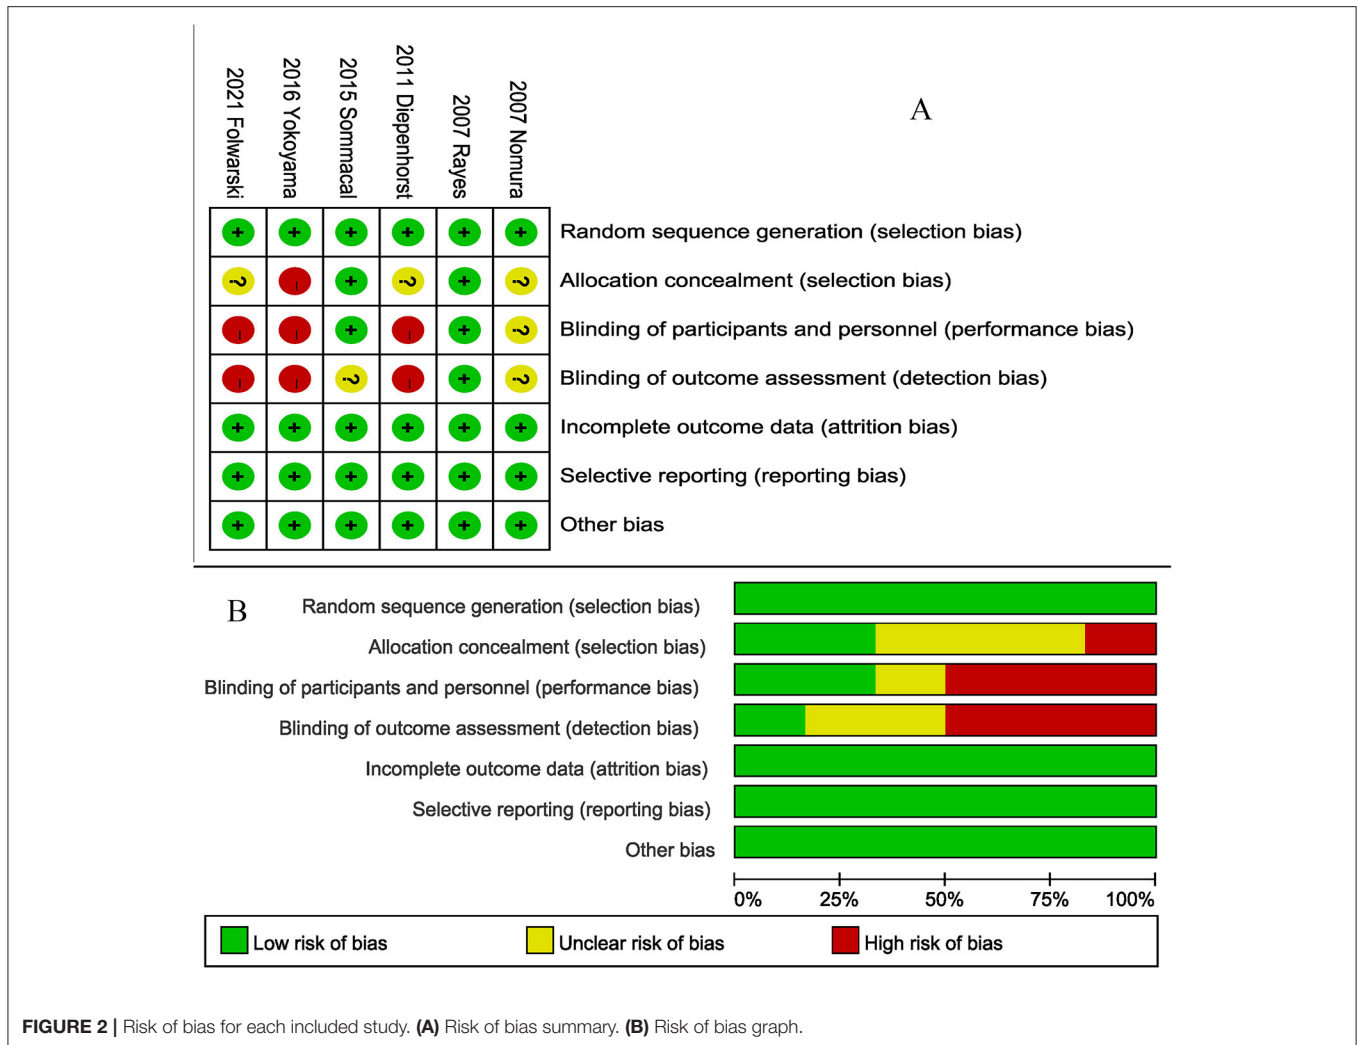 A
2021 Folwarski
2016 Yokoyama
2015 Sommacal
2011 Diepenhorst
2007 Rayes
2007 Nomura
+ + + + + + Random sequence generation (selection bias)
? – + ? + ? Allocation concealment (selection bias)
– – + – + ? Blinding of participants and personnel (performance bias)
– – ? – + ? Blinding of outcome assessment (detection bias)
+ + + + + + Incomplete outcome data (attrition bias)
+ + + + + + Selective reporting (reporting bias)
+ + + + + + Other bias
B
Random sequence generation (selection bias)
Allocation concealment (selection bias)
Blinding of participants and personnel (performance bias)
Blinding of outcome assessment (detection bias)
Incomplete outcome data (attrition bias)
Selective reporting (reporting bias)
Other bias
0% 25% 50% 75% 100%
Low risk of bias Unclear risk of bias High risk of bias
FIGURE 2 | Risk of bias for each included study. (A) Risk of bias summary. (B) Risk of bias graph.